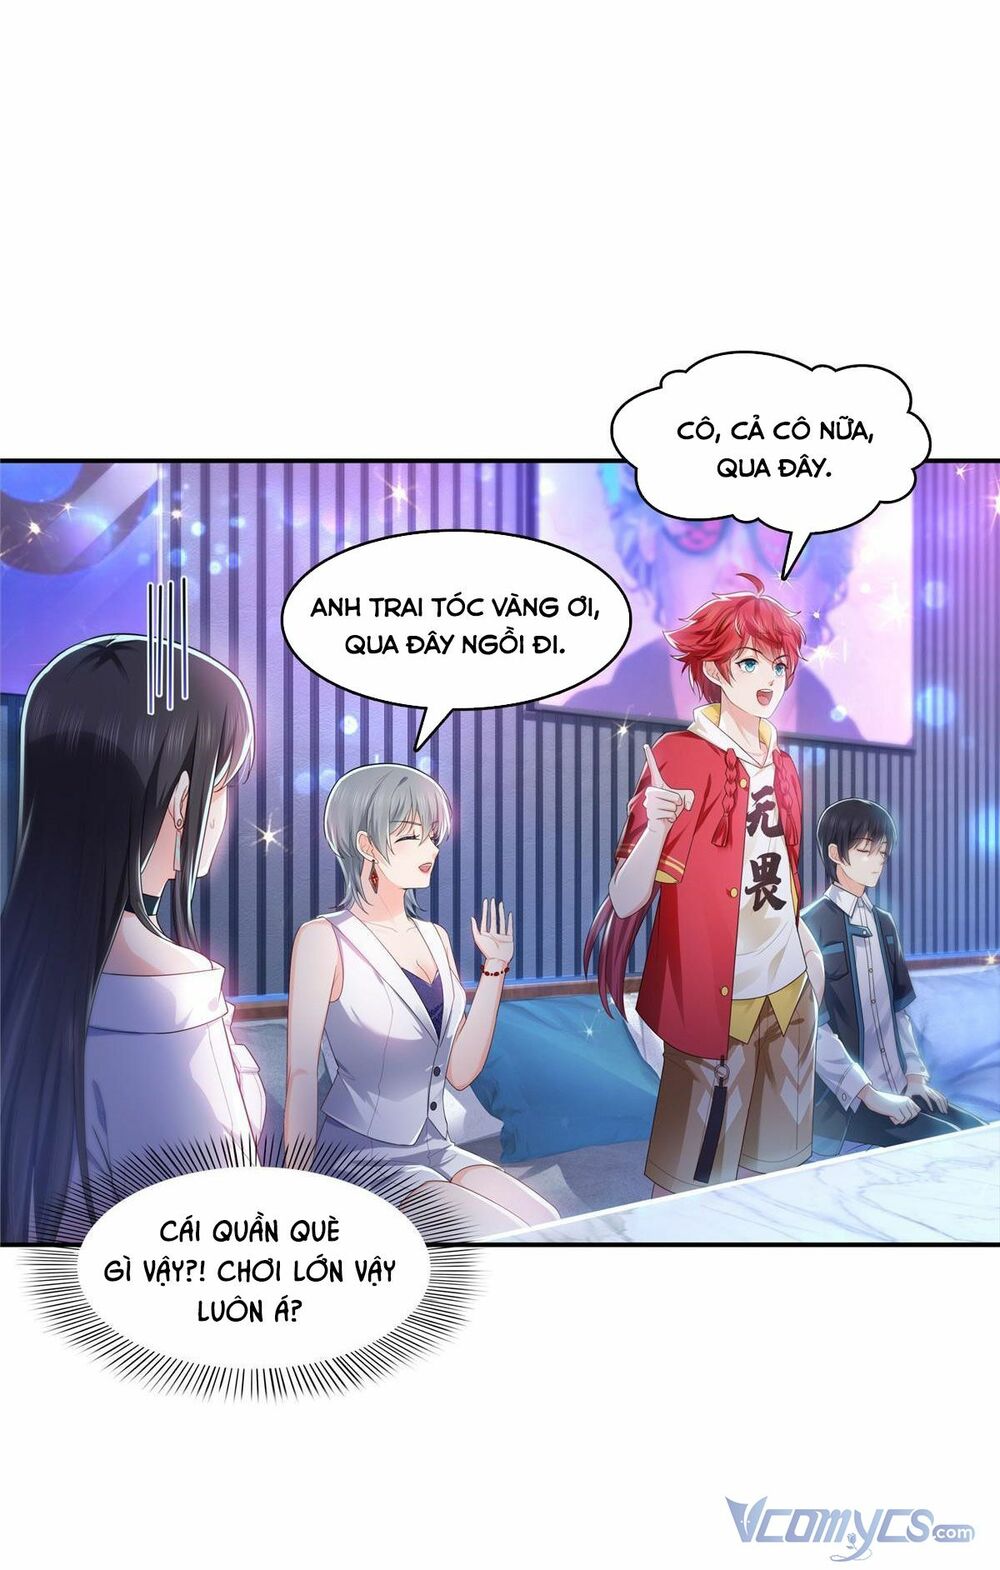 CÔ, CẢ CÔ NỮA,
QUA ĐÂY.
ANH TRAI TÓC VÀNG ƠI,
QUA ĐÂY NGỒI ĐI.
无
畏
CÁI QUẦN QUÈ
GÌ VẬY?! CHƠI LỚN VẬY
LUÔN Á?
VCOMYCS.com